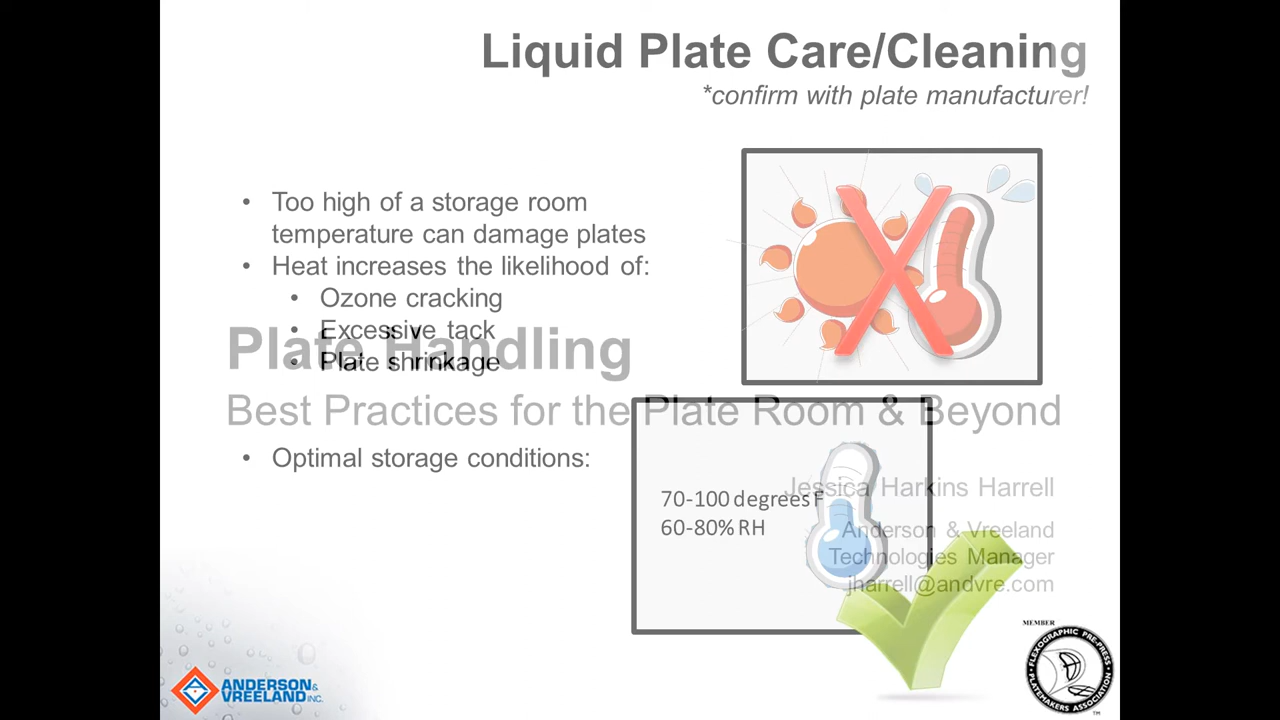 Liquid Plate Care/Cleaning
*confirm with plate manufacturer!
• Too high of a storage room
temperature can damage plates
• Heat increases the likelihood of:
• Ozone cracking
• Excessive tack
• Plate shrinkage
Plate Handling
Best Practices for the Plate Room & Beyond
• Optimal storage conditions:
70-100 degrees F
60-80% RH
Jessica Harkins Harrell
Anderson & Vreeland
Technologies Manager
jharrell@andvre.com
ANDERSON &
VREELAND INC.
MEMBER
FLEXOGRAPHIC PRE-PRESS
PLATEMAKERS ASSOCIATION
TM